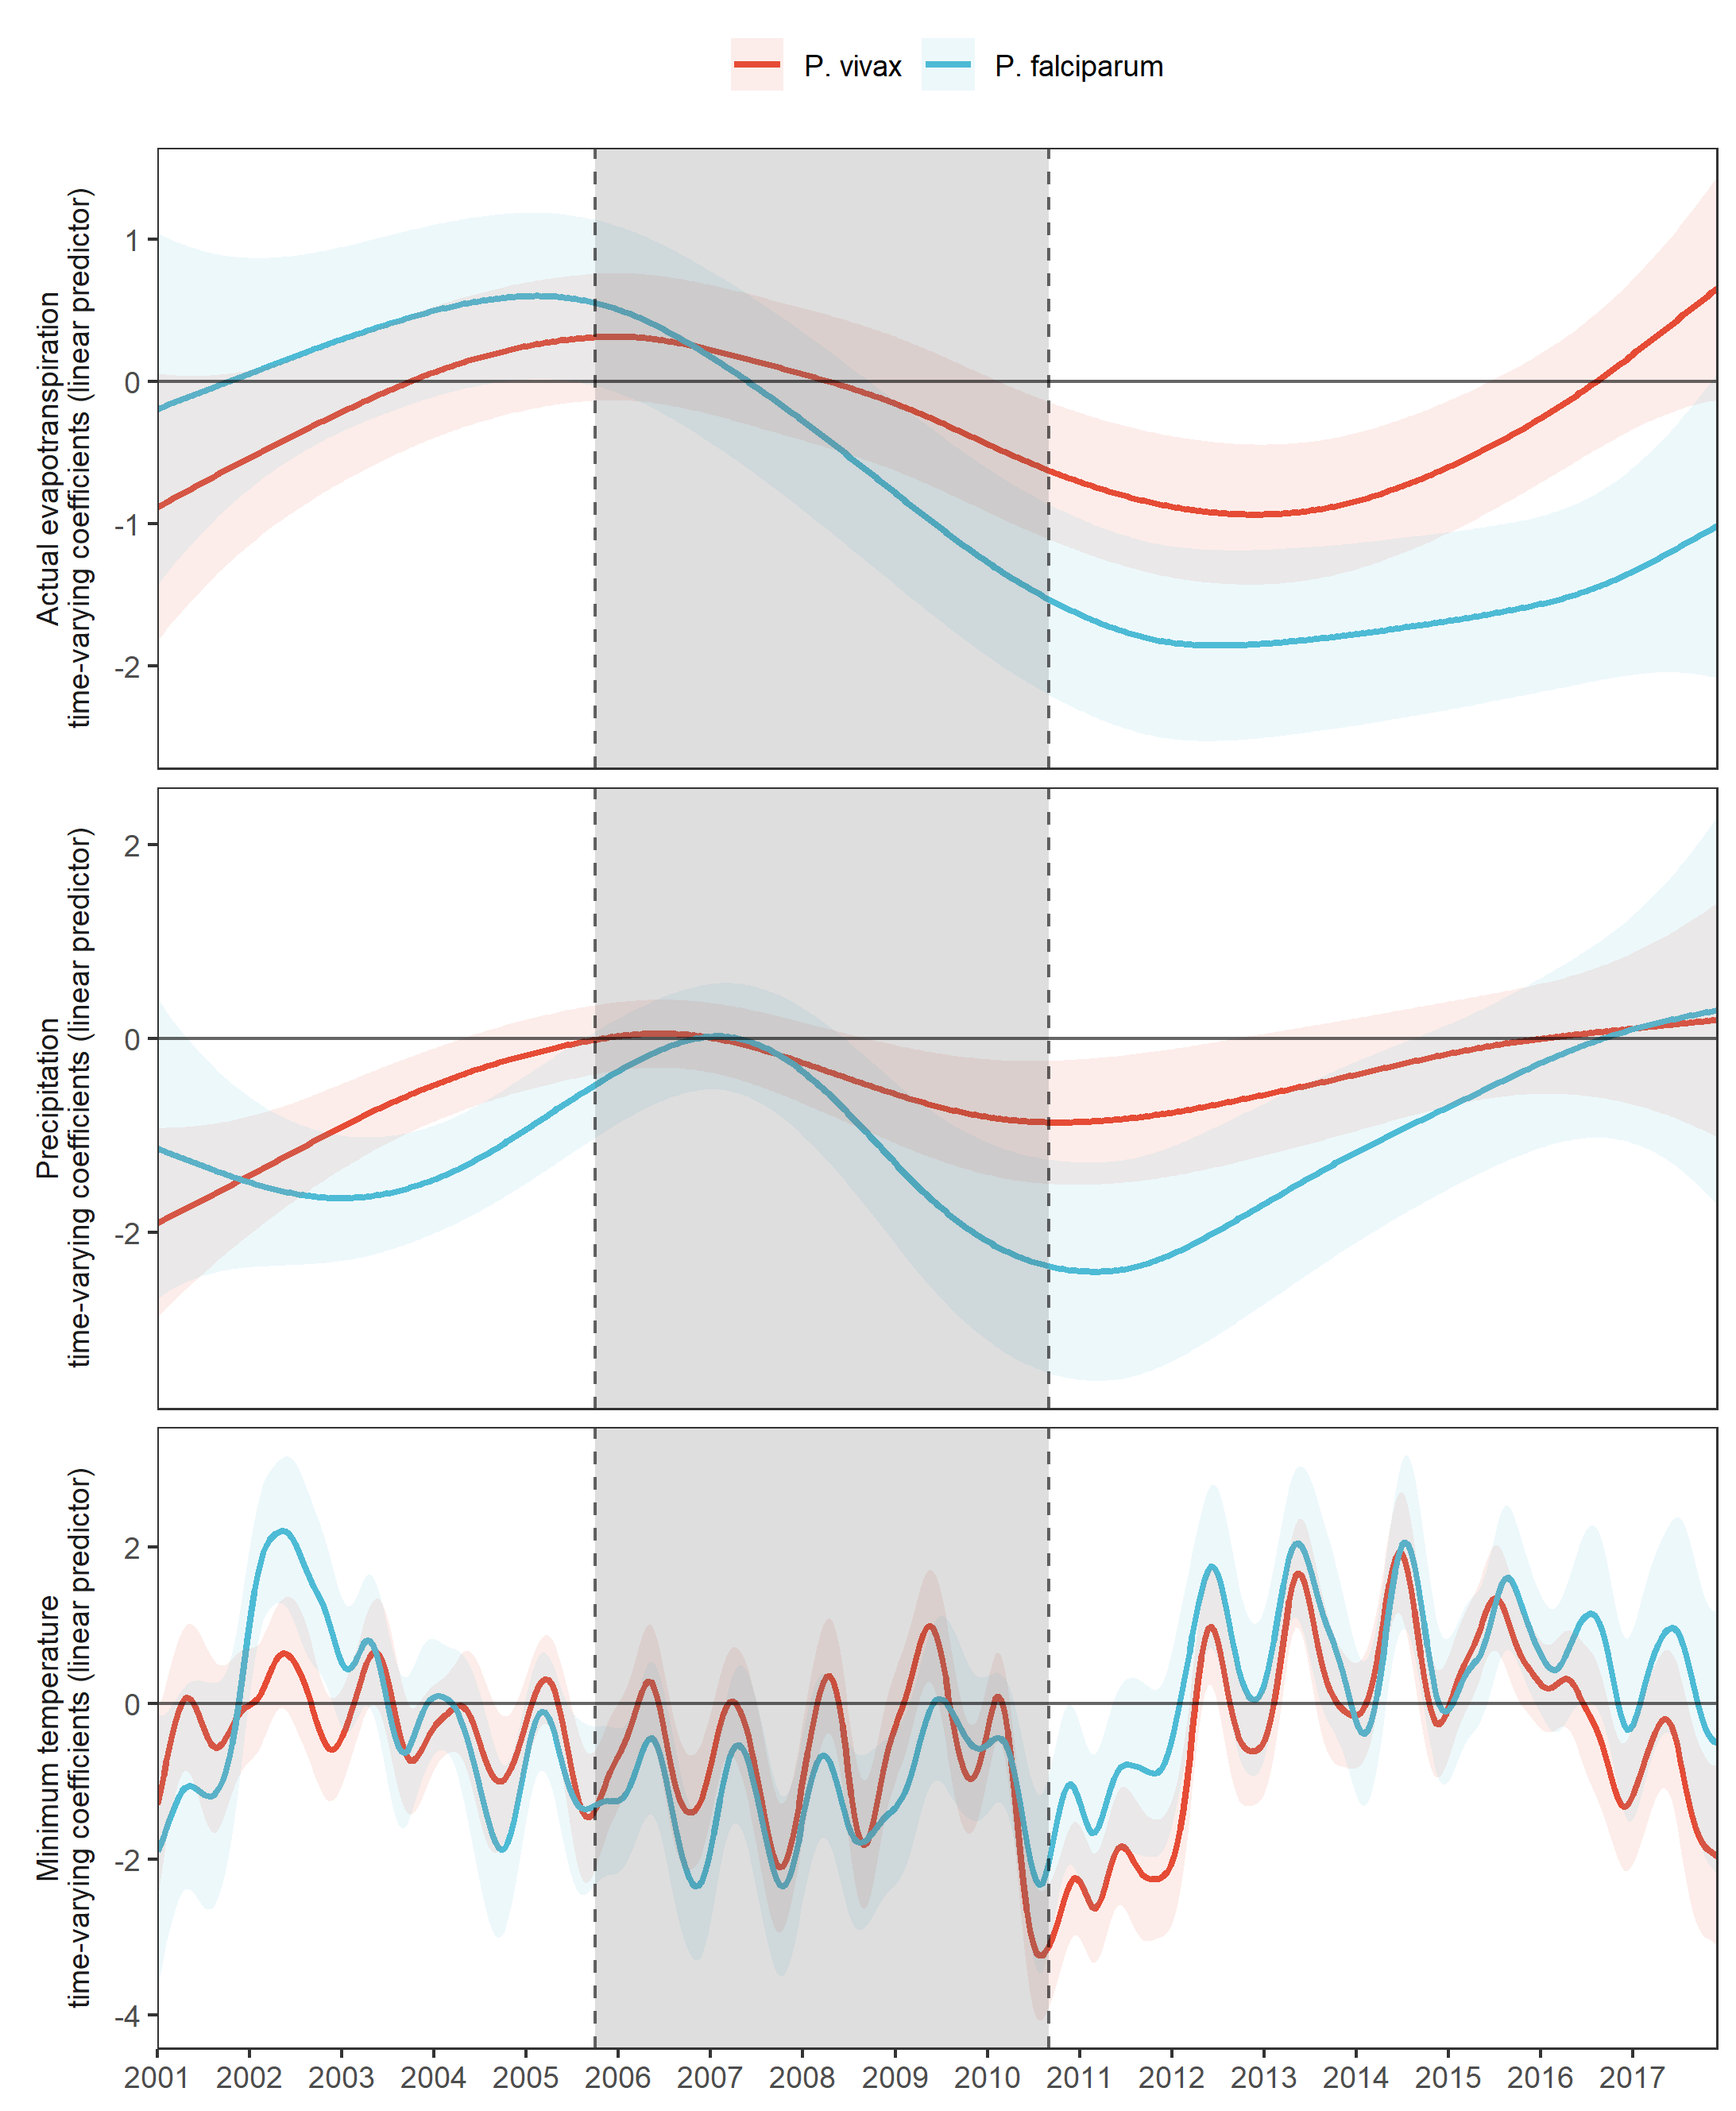 P. vivax P. falciparum
Actual evapotranspiration
time-varying coefficients (linear predictor)
1
0
-1
-2
Precipitation
time-varying coefficients (linear predictor)
2
0
-2
Minimum temperature
time-varying coefficients (linear predictor)
2
0
-2
-4
2001 2002 2003 2004 2005 2006 2007 2008 2009 2010 2011 2012 2013 2014 2015 2016 2017